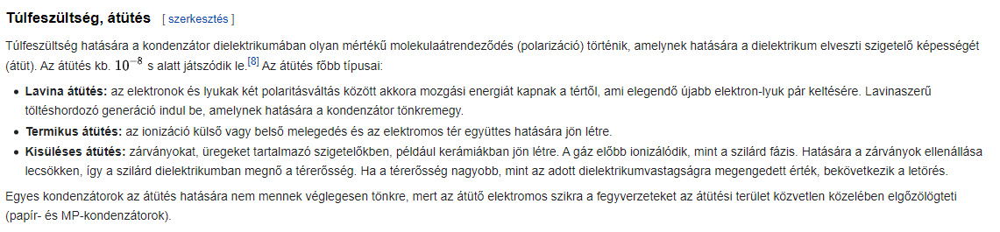 Túlfeszültség, átütés [ szerkesztés ]
Túlfeszültség hatására a kondenzátor dielektrikumában olyan mértékű molekulaátrendeződés (polarizáció) történik, amelynek hatására a dielektrikum elveszti szigetelő képességét
(átüt). Az átütés kb. 10⁻⁸ s alatt játszódik le.[8] Az átütés főbb típusai:
• Lavina átütés: az elektronok és lyukak két polaritásváltás között akkora mozgási energiát kapnak a tértől, ami elegendő újabb elektron-lyuk pár keltésére. Lavinaszerű
töltéshordozó generáció indul be, amelynek hatására a kondenzátor tönkremegy.
• Termikus átütés: az ionizáció külső vagy belső melegedés és az elektromos tér együttes hatására jön létre.
• Kisüléses átütés: zárványokat, üregeket tartalmazó szigetelőkben, például kerámiákban jön létre. A gáz előbb ionizálódik, mint a szilárd fázis. Hatására a zárványok ellenállása
lecsökken, így a szilárd dielektrikumban megnő a térerősség. Ha a térerősség nagyobb, mint az adott dielektrikumvastagságra megengedett érték, bekövetkezik a letörés.
Egyes kondenzátorok az átütés hatására nem mennek véglegesen tönkre, mert az átütő elektromos szikra a fegyverzeteket az átütési terület közvetlen közelében elgőzölögteti
(papír- és MP-kondenzátorok).